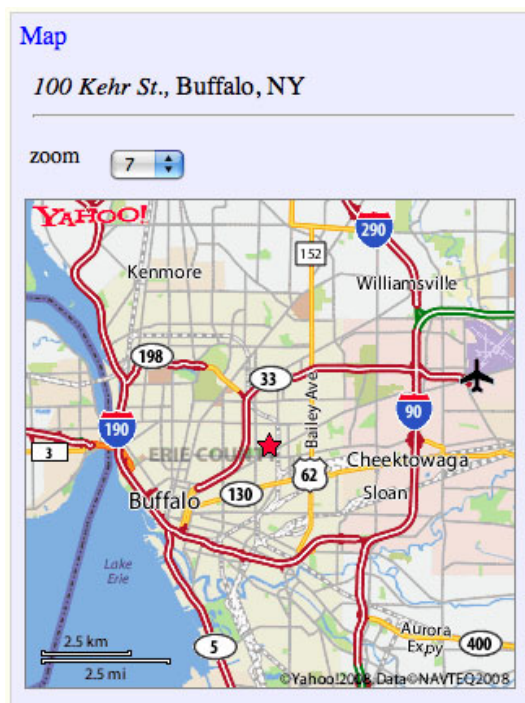 Map
100 Kehr St., Buffalo, NY
zoom
7
YAHOO!
290
152
Kenmore
Williamsville
198
33
Bailey Ave
190
90
3
ERIE COUNTY
Cheektowaga
62
130
Sloan
Buffalo
Lake
Erie
Aurora
Expy
400
5
2.5 km
2.5 mi
©Yahoo!2008 Data©NAVTEQ2008